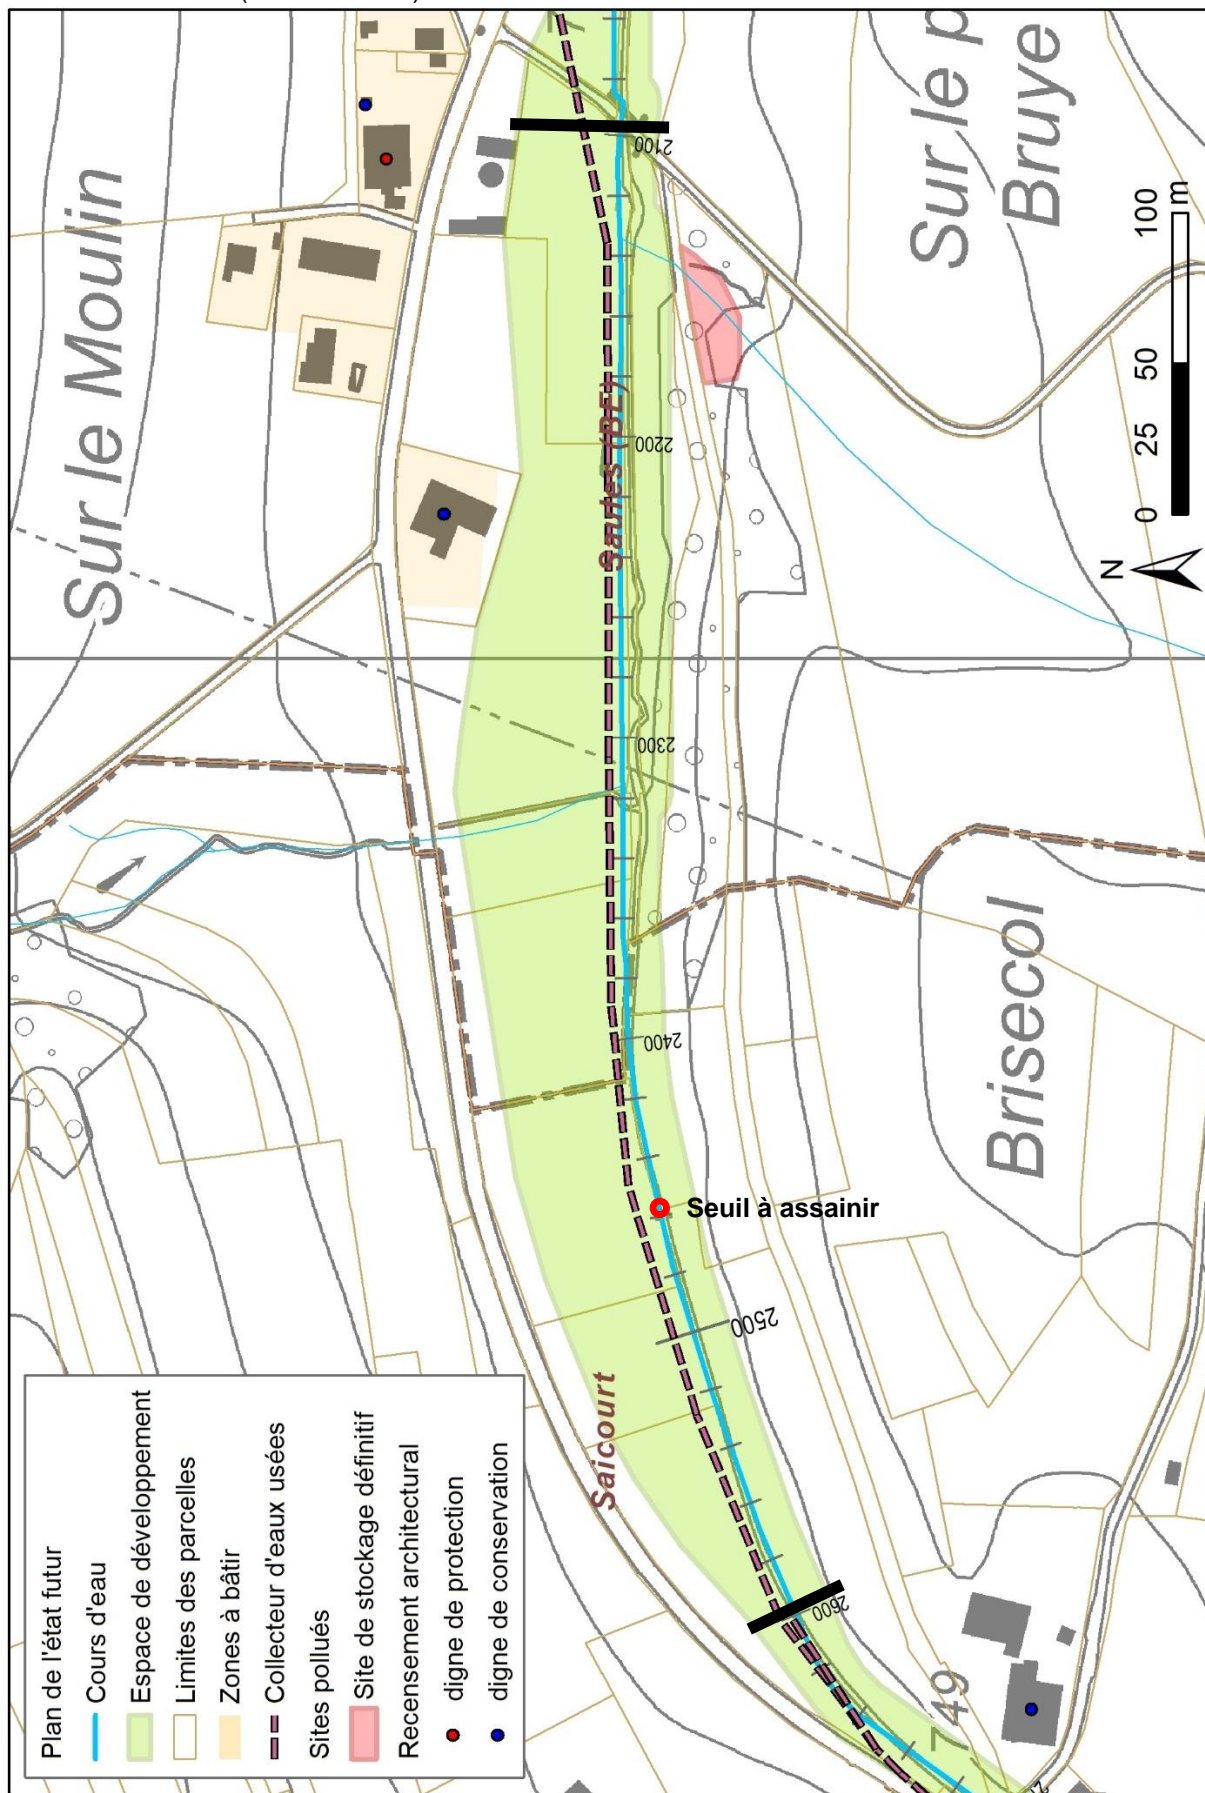 Plan de l'état futur
Cours d'eau
Espace de développement
Limites des parcelles
Zones à bâtir
Collecteur d'eaux usées
Sites pollués
Site de stockage définitif
Recensement architectural
digne de protection
digne de conservation
Sur le Moulin
Saicourt
Saules (BE)
Seuil à assainir
Brisecol
Sur le p
Bruye
749
2100
2200
2300
2400
2500
2600
N
0 25 50 100
m